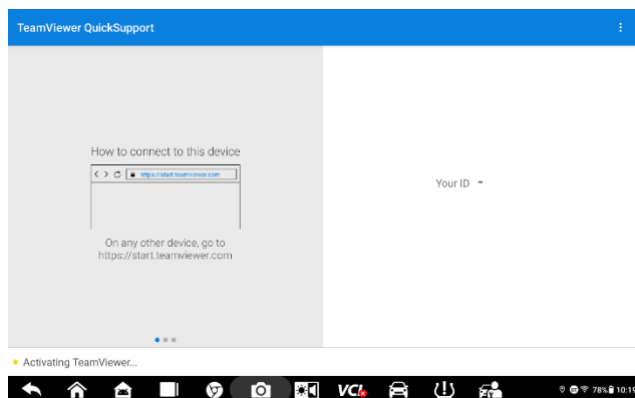 TeamViewer QuickSupport
How to connect to this device
https://start.teamviewer.com
On any other device, go to
https://start.teamviewer.com
Your ID -
Activating TeamViewer...
VCI
78% 10:19